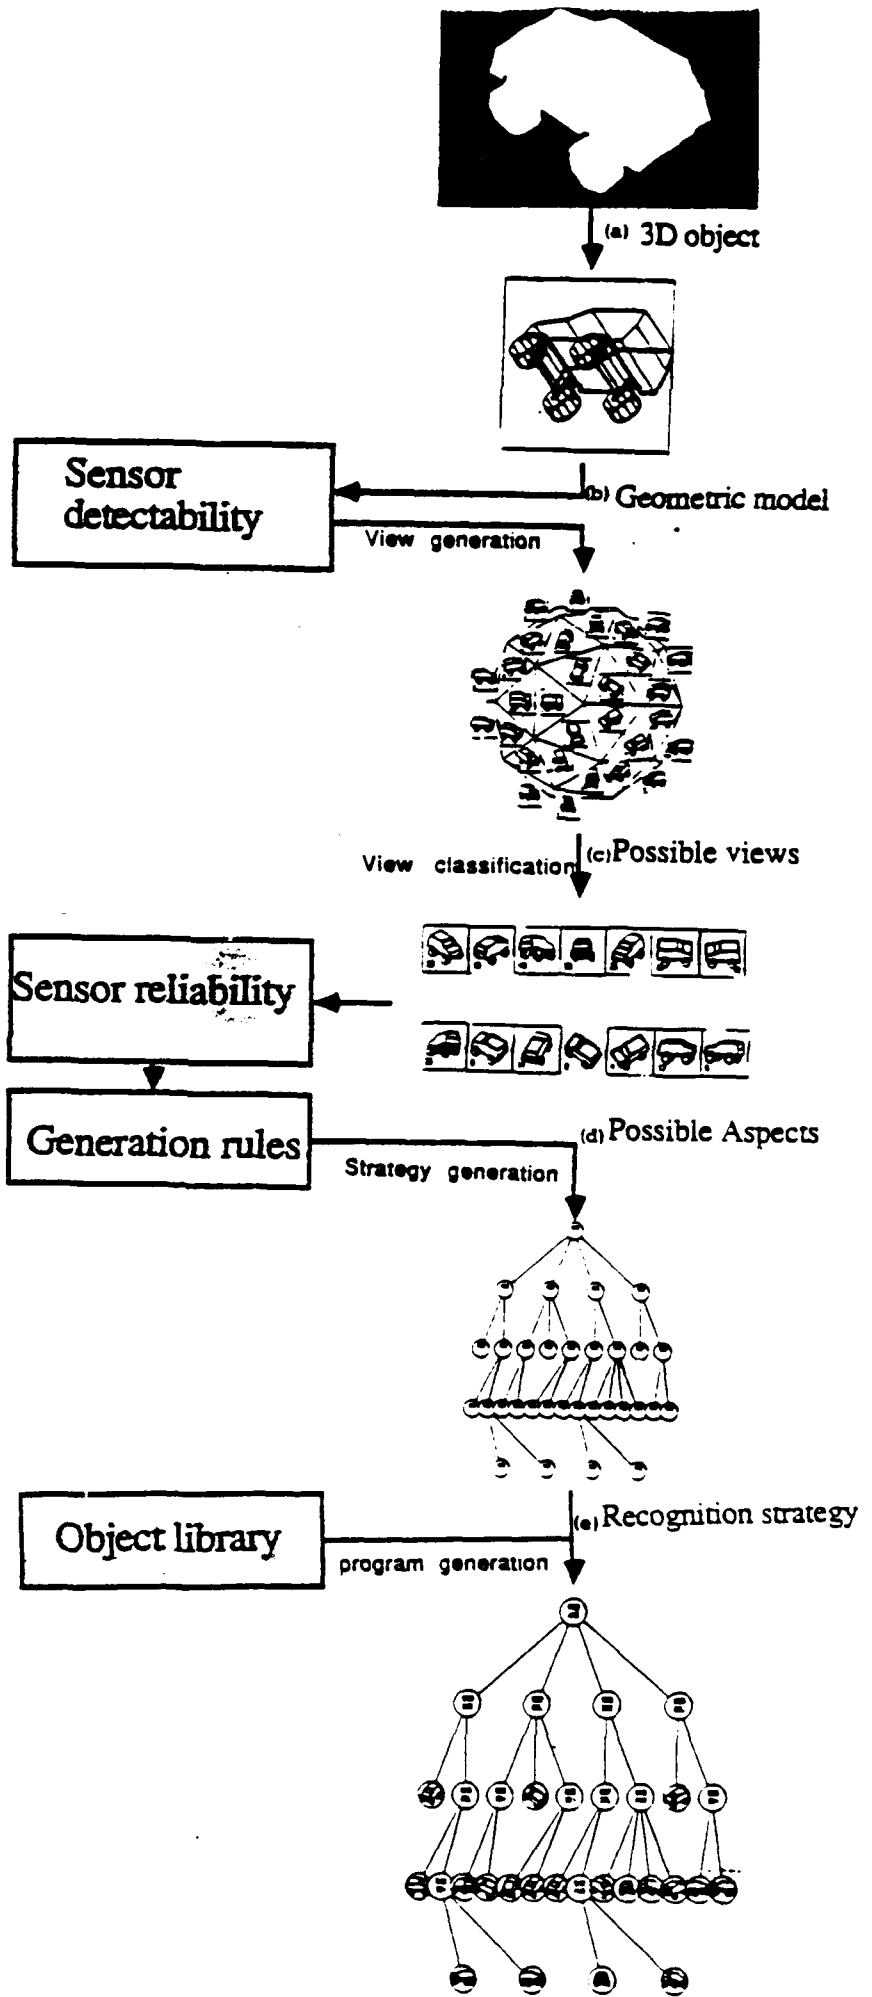 (a) 3D object
Sensor
detectability
(b) Geometric model
View generation
(c) Possible views
View classification
Sensor reliability
Generation rules
(d) Possible Aspects
Strategy generation
Object library
(e) Recognition strategy
program generation